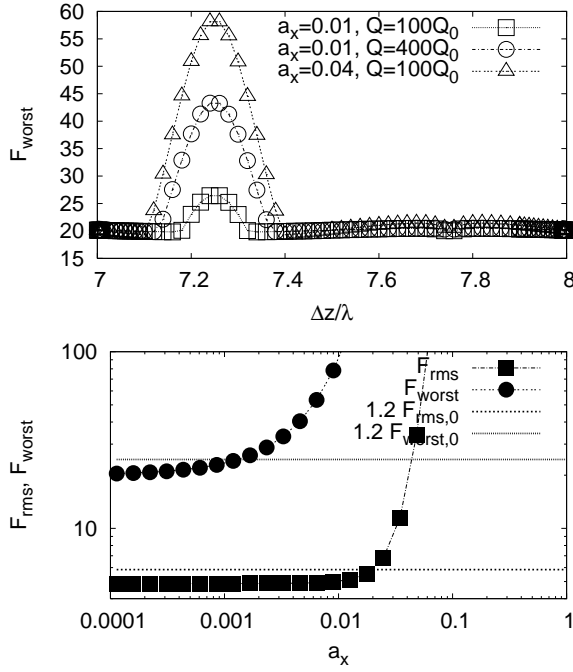 60
55
50
45
40
35
30
25
20
15
F_worst
a_x=0.01, Q=100Q_0
a_x=0.01, Q=400Q_0
a_x=0.04, Q=100Q_0
7 7.2 7.4 7.6 7.8 8
Δz/λ
100
10
F_rms, F_worst
F_rms
F_worst
1.2 F_rms,0
1.2 F_worst,0
0.0001 0.001 0.01 0.1 1
a_x